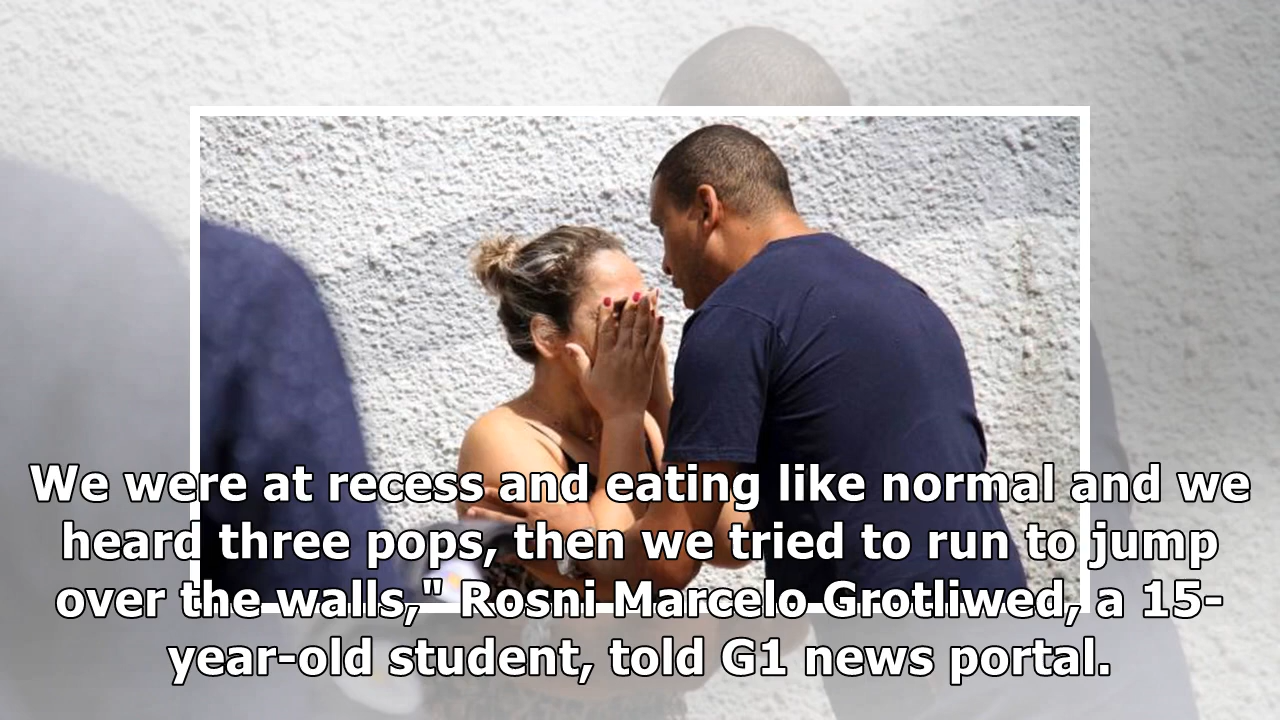 We were at recess and eating like normal and we
heard three pops, then we tried to run to jump
over the walls," Rosni Marcelo Grotliwed, a 15-
year-old student, told G1 news portal.